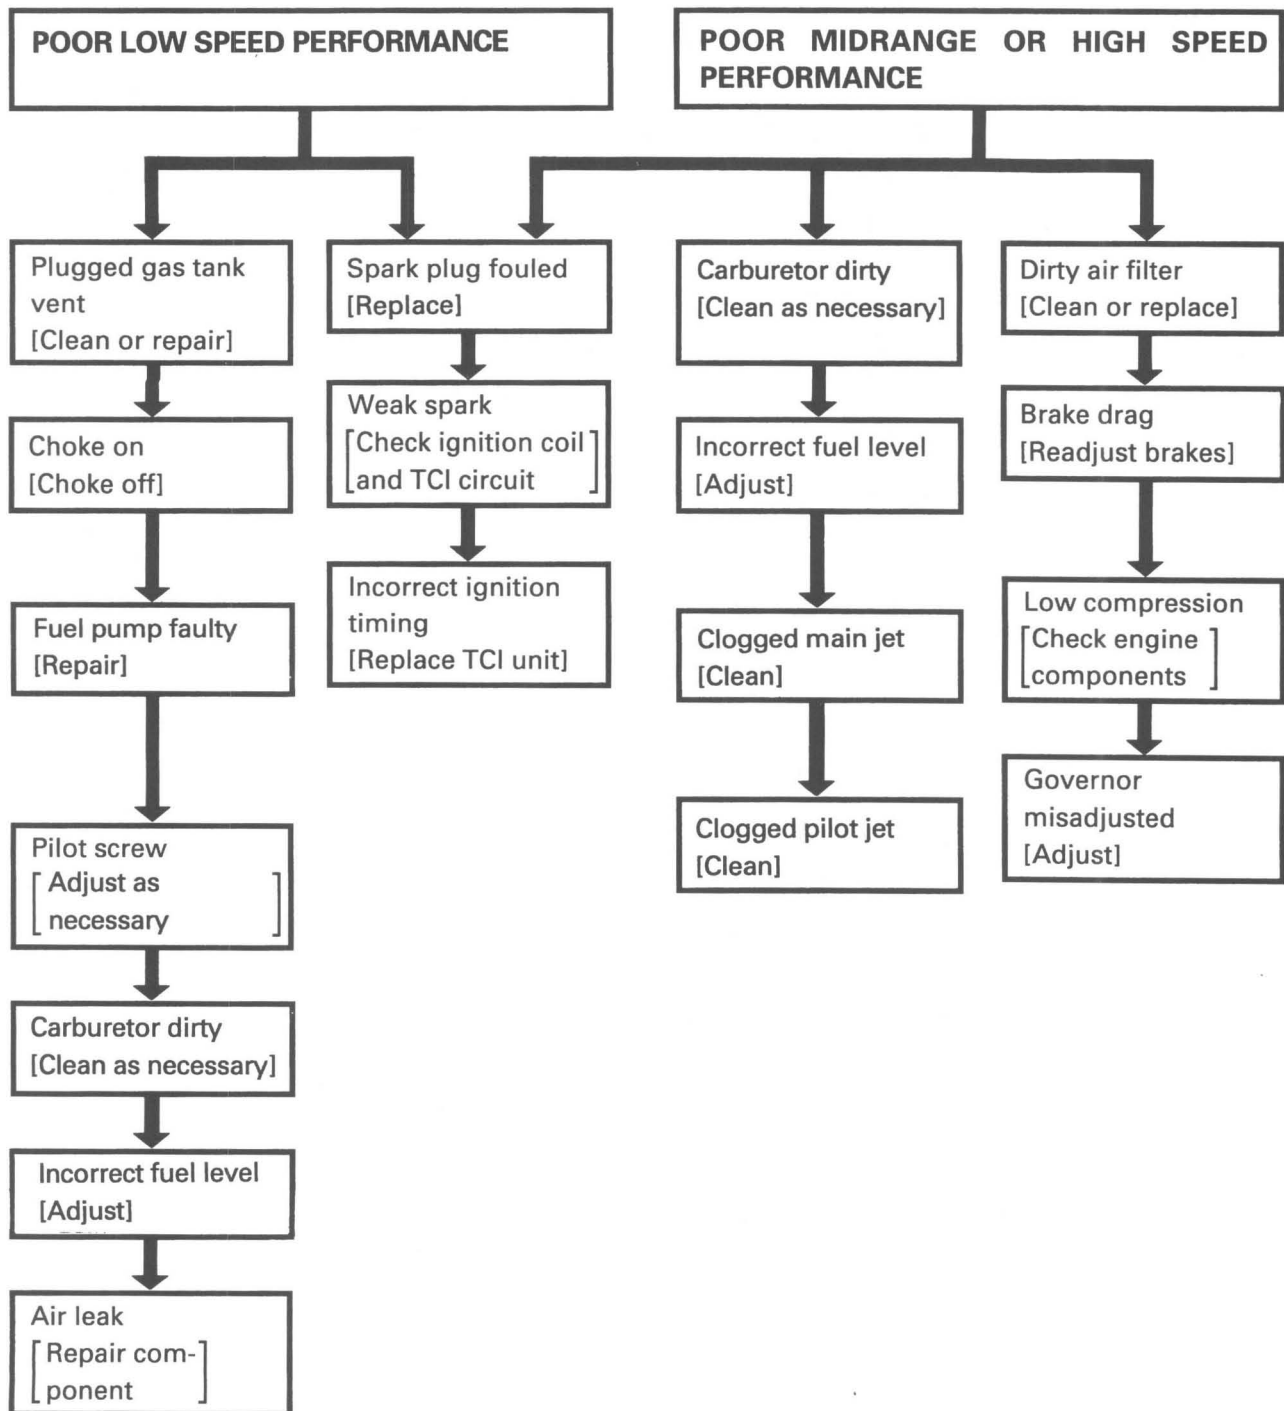 POOR LOW SPEED PERFORMANCE
POOR MIDRANGE OR HIGH SPEED
PERFORMANCE
Plugged gas tank
vent
[Clean or repair]
Choke on
[Choke off]
Fuel pump faulty
[Repair]
Pilot screw
[Adjust as
necessary]
Carburetor dirty
[Clean as necessary]
Incorrect fuel level
[Adjust]
Air leak
[Repair com-
ponent]
Spark plug fouled
[Replace]
Weak spark
[Check ignition coil
and TCI circuit]
Incorrect ignition
timing
[Replace TCI unit]
Carburetor dirty
[Clean as necessary]
Incorrect fuel level
[Adjust]
Clogged main jet
[Clean]
Clogged pilot jet
[Clean]
Dirty air filter
[Clean or replace]
Brake drag
[Readjust brakes]
Low compression
[Check engine
components]
Governor
misadjusted
[Adjust]